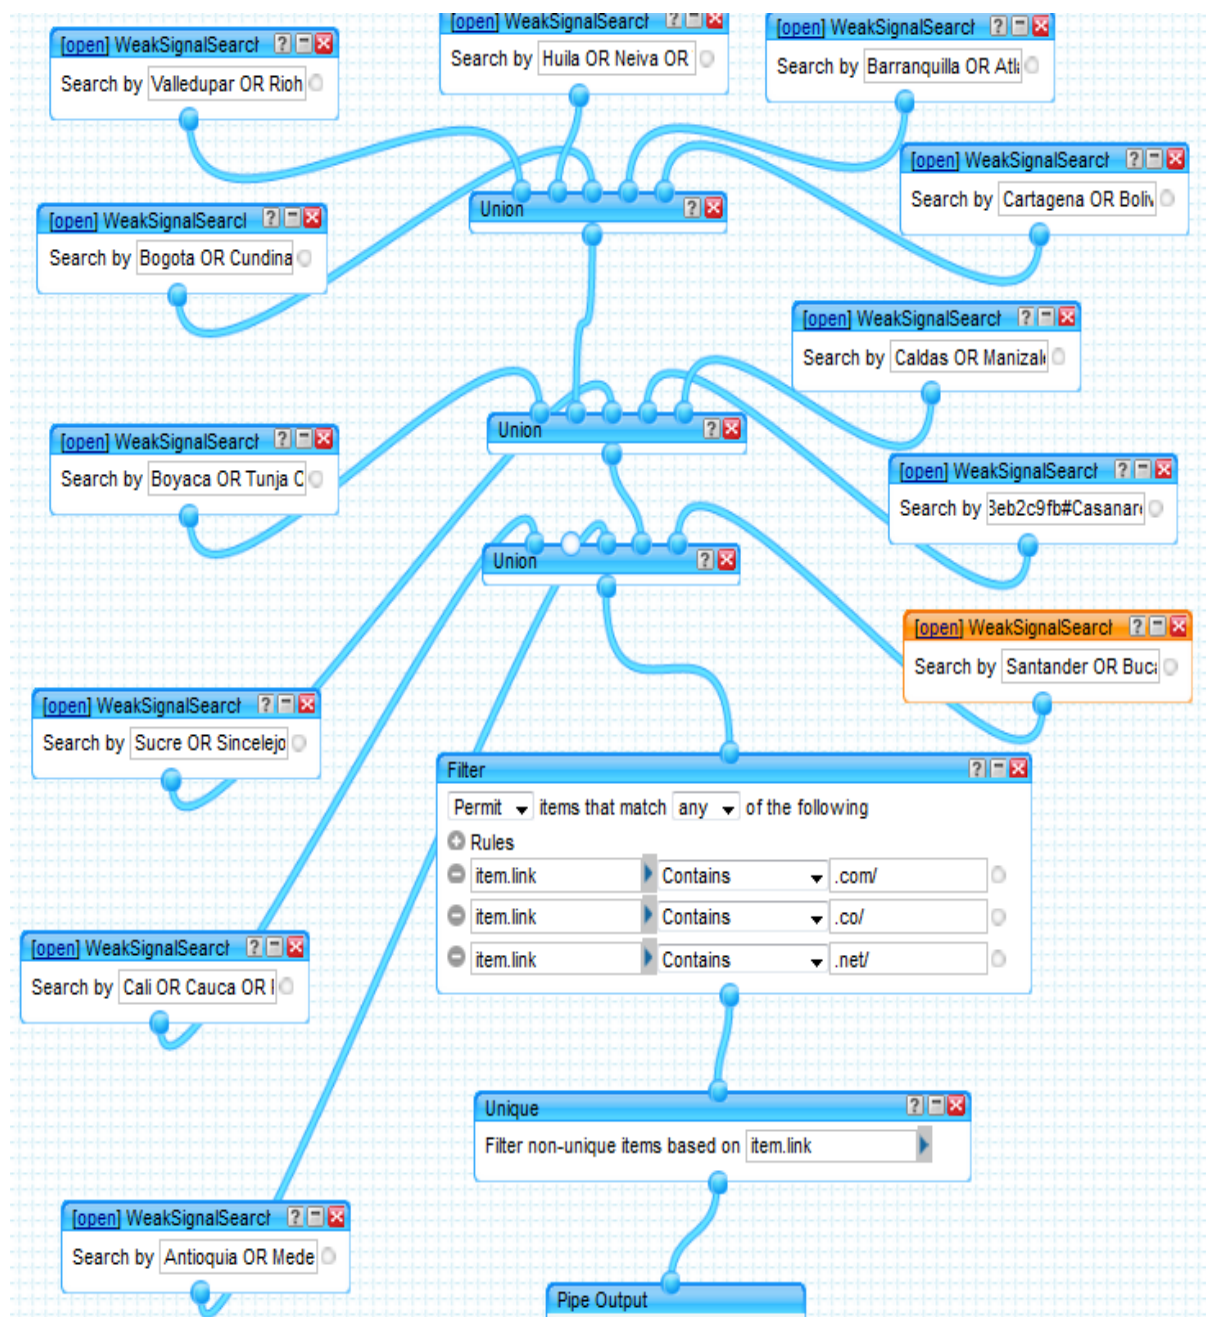 [open] WeakSignalSearch
Search by Valledupar OR Rioh
Search by Huila OR Neiva OR
[open] WeakSignalSearch
Search by Barranquilla OR Atl
[open] WeakSignalSearch
Search by Cartagena OR Boliv
Union
[open] WeakSignalSearch
Search by Bogota OR Cundina
[open] WeakSignalSearch
Search by Caldas OR Manizal
Union
[open] WeakSignalSearch
Search by Boyaca OR Tunja O
[open] WeakSignalSearch
Search by 3eb2c9fb#Casanar
Union
[open] WeakSignalSearch
Search by Santander OR Buc
[open] WeakSignalSearch
Search by Sucre OR Sincelejo
Filter
Permit items that match any of the following
Rules
item.link Contains .com/
item.link Contains .co/
item.link Contains .net/
[open] WeakSignalSearch
Search by Cali OR Cauca OR
Unique
Filter non-unique items based on item.link
[open] WeakSignalSearch
Search by Antioquia OR Mede
Pipe Output